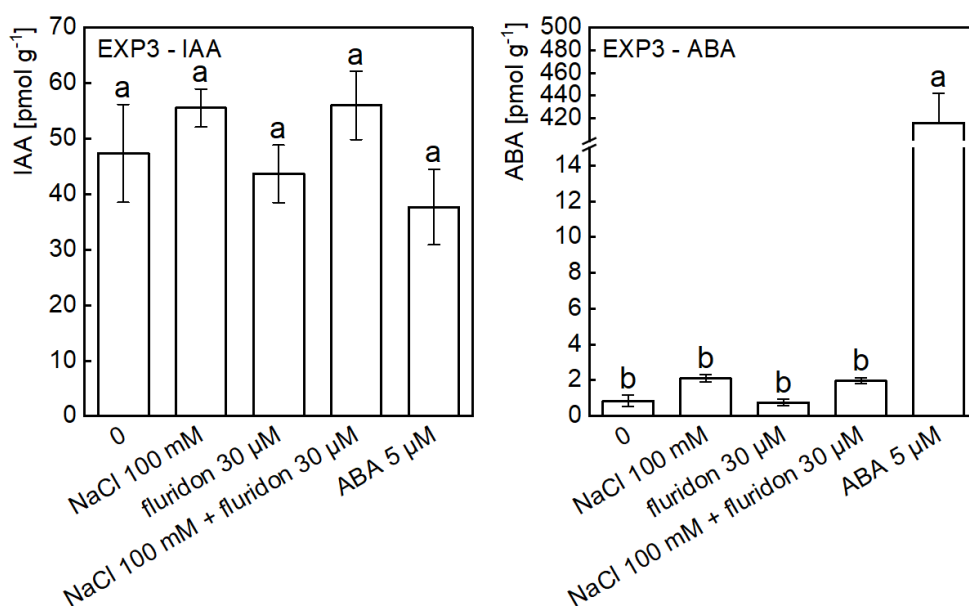 EXP3 - IAA
IAA [pmol g⁻¹]
70
60
50
40
30
20
10
0
a
a
a
a
a
0
NaCl 100 mM
fluridon 30 µM
NaCl 100 mM + fluridon 30 µM
ABA 5 µM
EXP3 - ABA
ABA [pmol g⁻¹]
500
480
460
440
420
14
12
10
8
6
4
2
0
b
b
b
b
a
0
NaCl 100 mM
fluridon 30 µM
NaCl 100 mM + fluridon 30 µM
ABA 5 µM